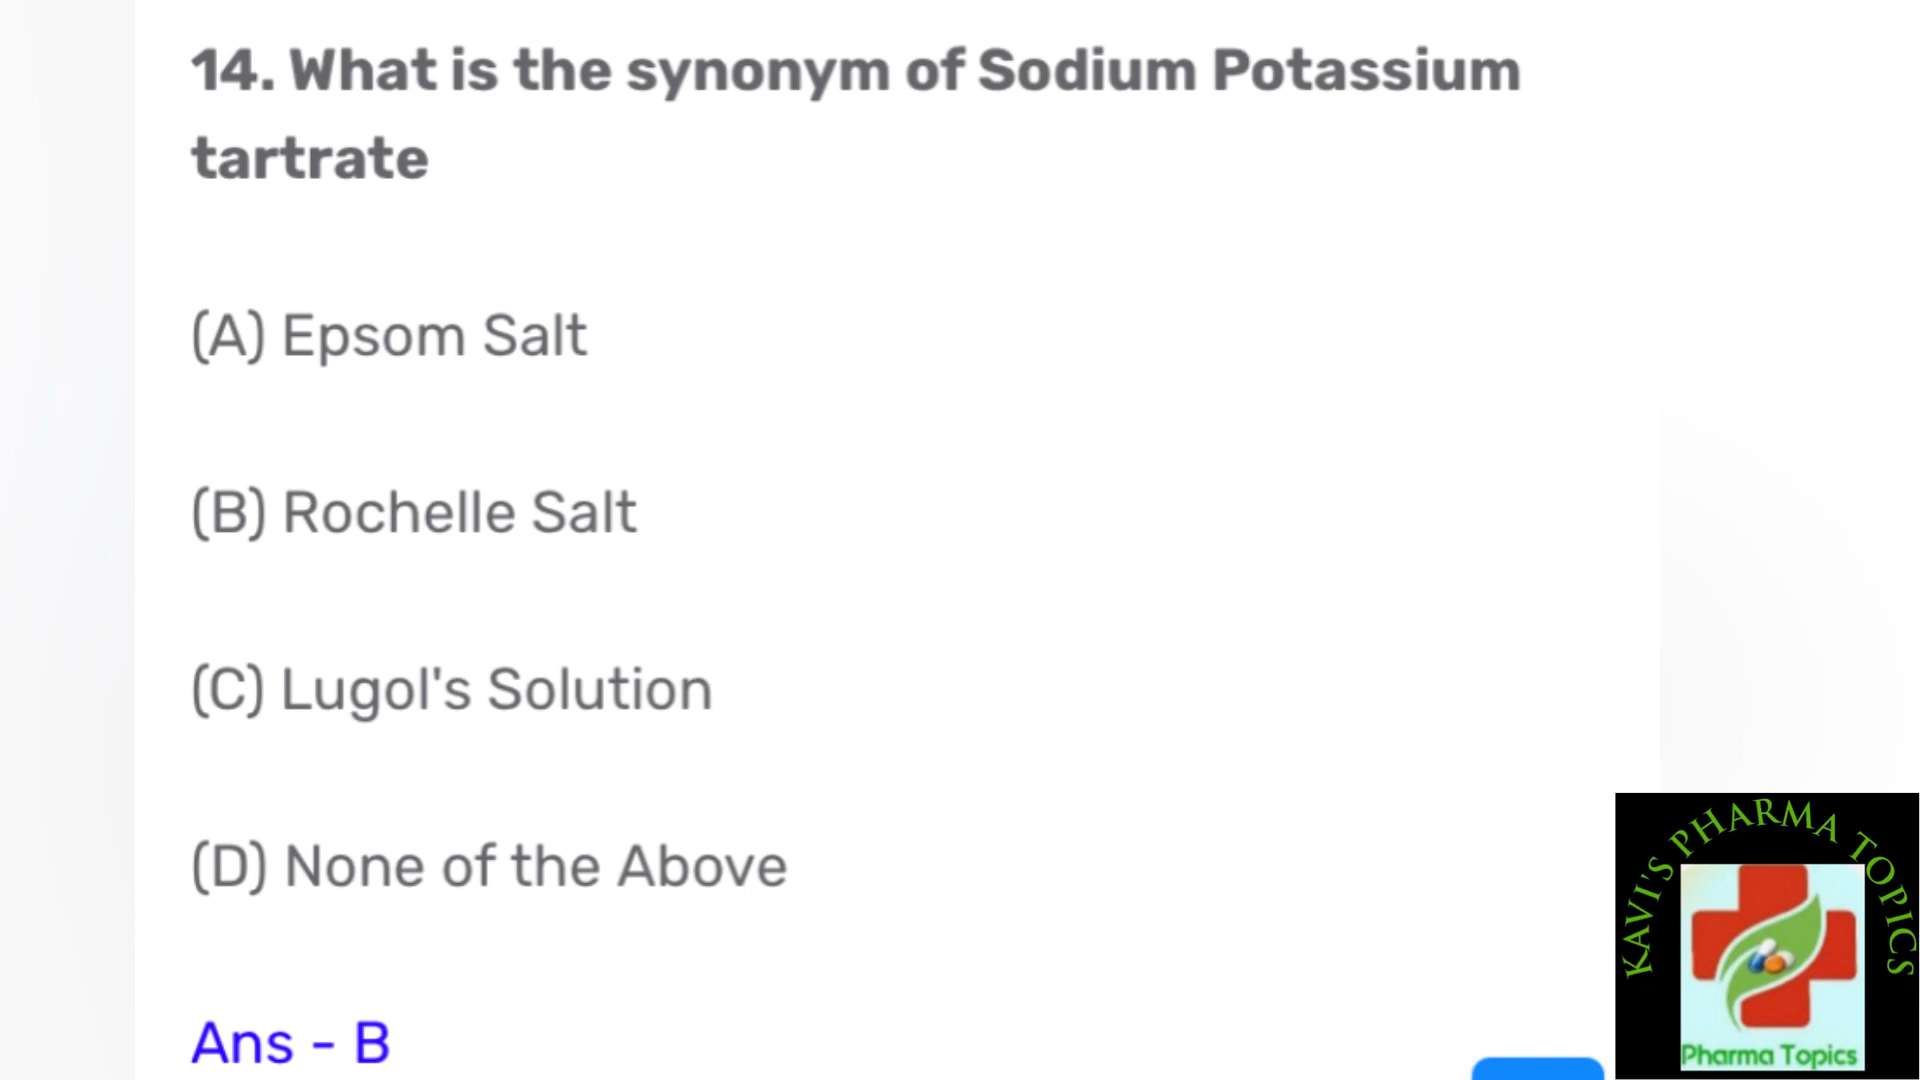 14. What is the synonym of Sodium Potassium
tartrate
(A) Epsom Salt
(B) Rochelle Salt
(C) Lugol's Solution
(D) None of the Above
Ans - B
KAVI'S PHARMA TOPICS
Pharma Topics